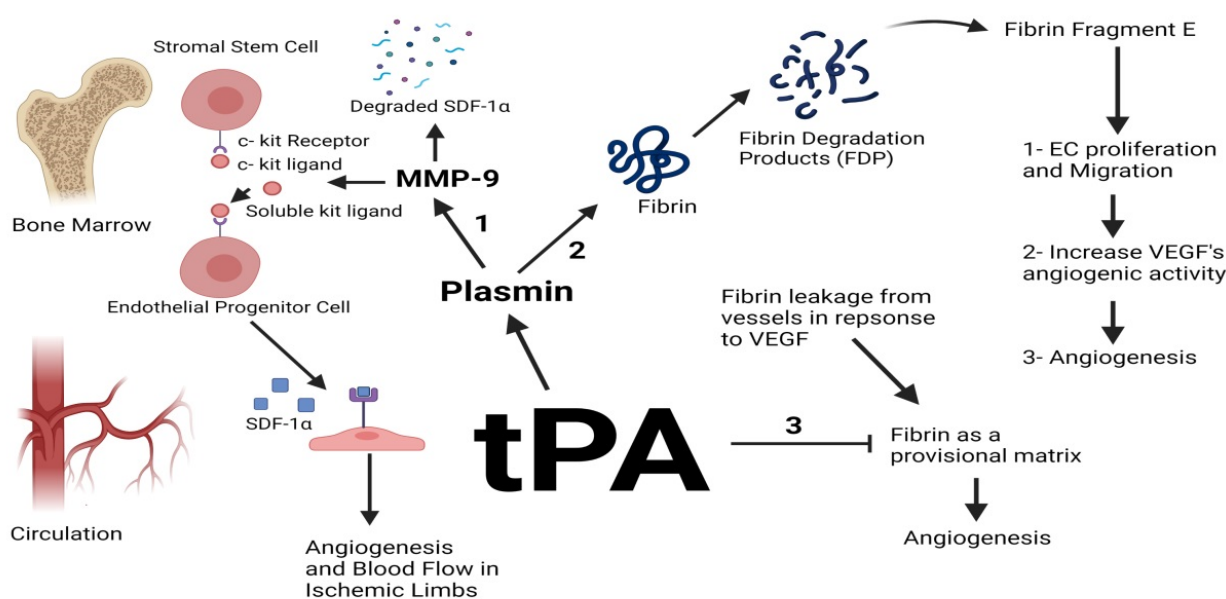 Stromal Stem Cell
Degraded SDF-1α
c- kit Receptor
c- kit ligand
MMP-9
Soluble kit ligand
Bone Marrow
Endothelial Progenitor Cell
1
2
Plasmin
Fibrin
Fibrin Degradation
Products (FDP)
Fibrin Fragment E
1- EC proliferation
and Migration
2- Increase VEGF's
angiogenic activity
3- Angiogenesis
Fibrin leakage from
vessels in repsonse
to VEGF
SDF-1α
tPA
3
Fibrin as a
provisional matrix
Angiogenesis
Circulation
Angiogenesis
and Blood Flow in
Ischemic Limbs